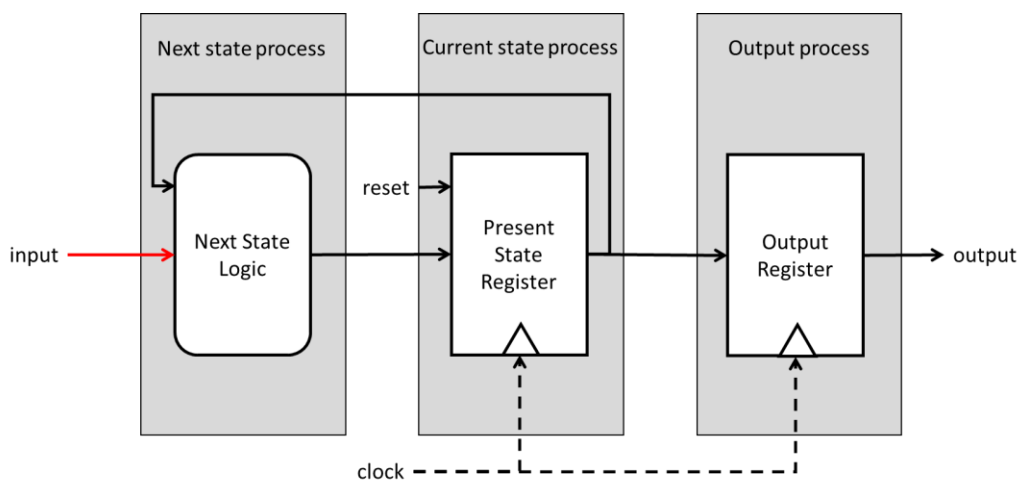 Next state process
Current state process
Output process
reset
input
Next State
Logic
Present
State
Register
Output
Register
output
clock